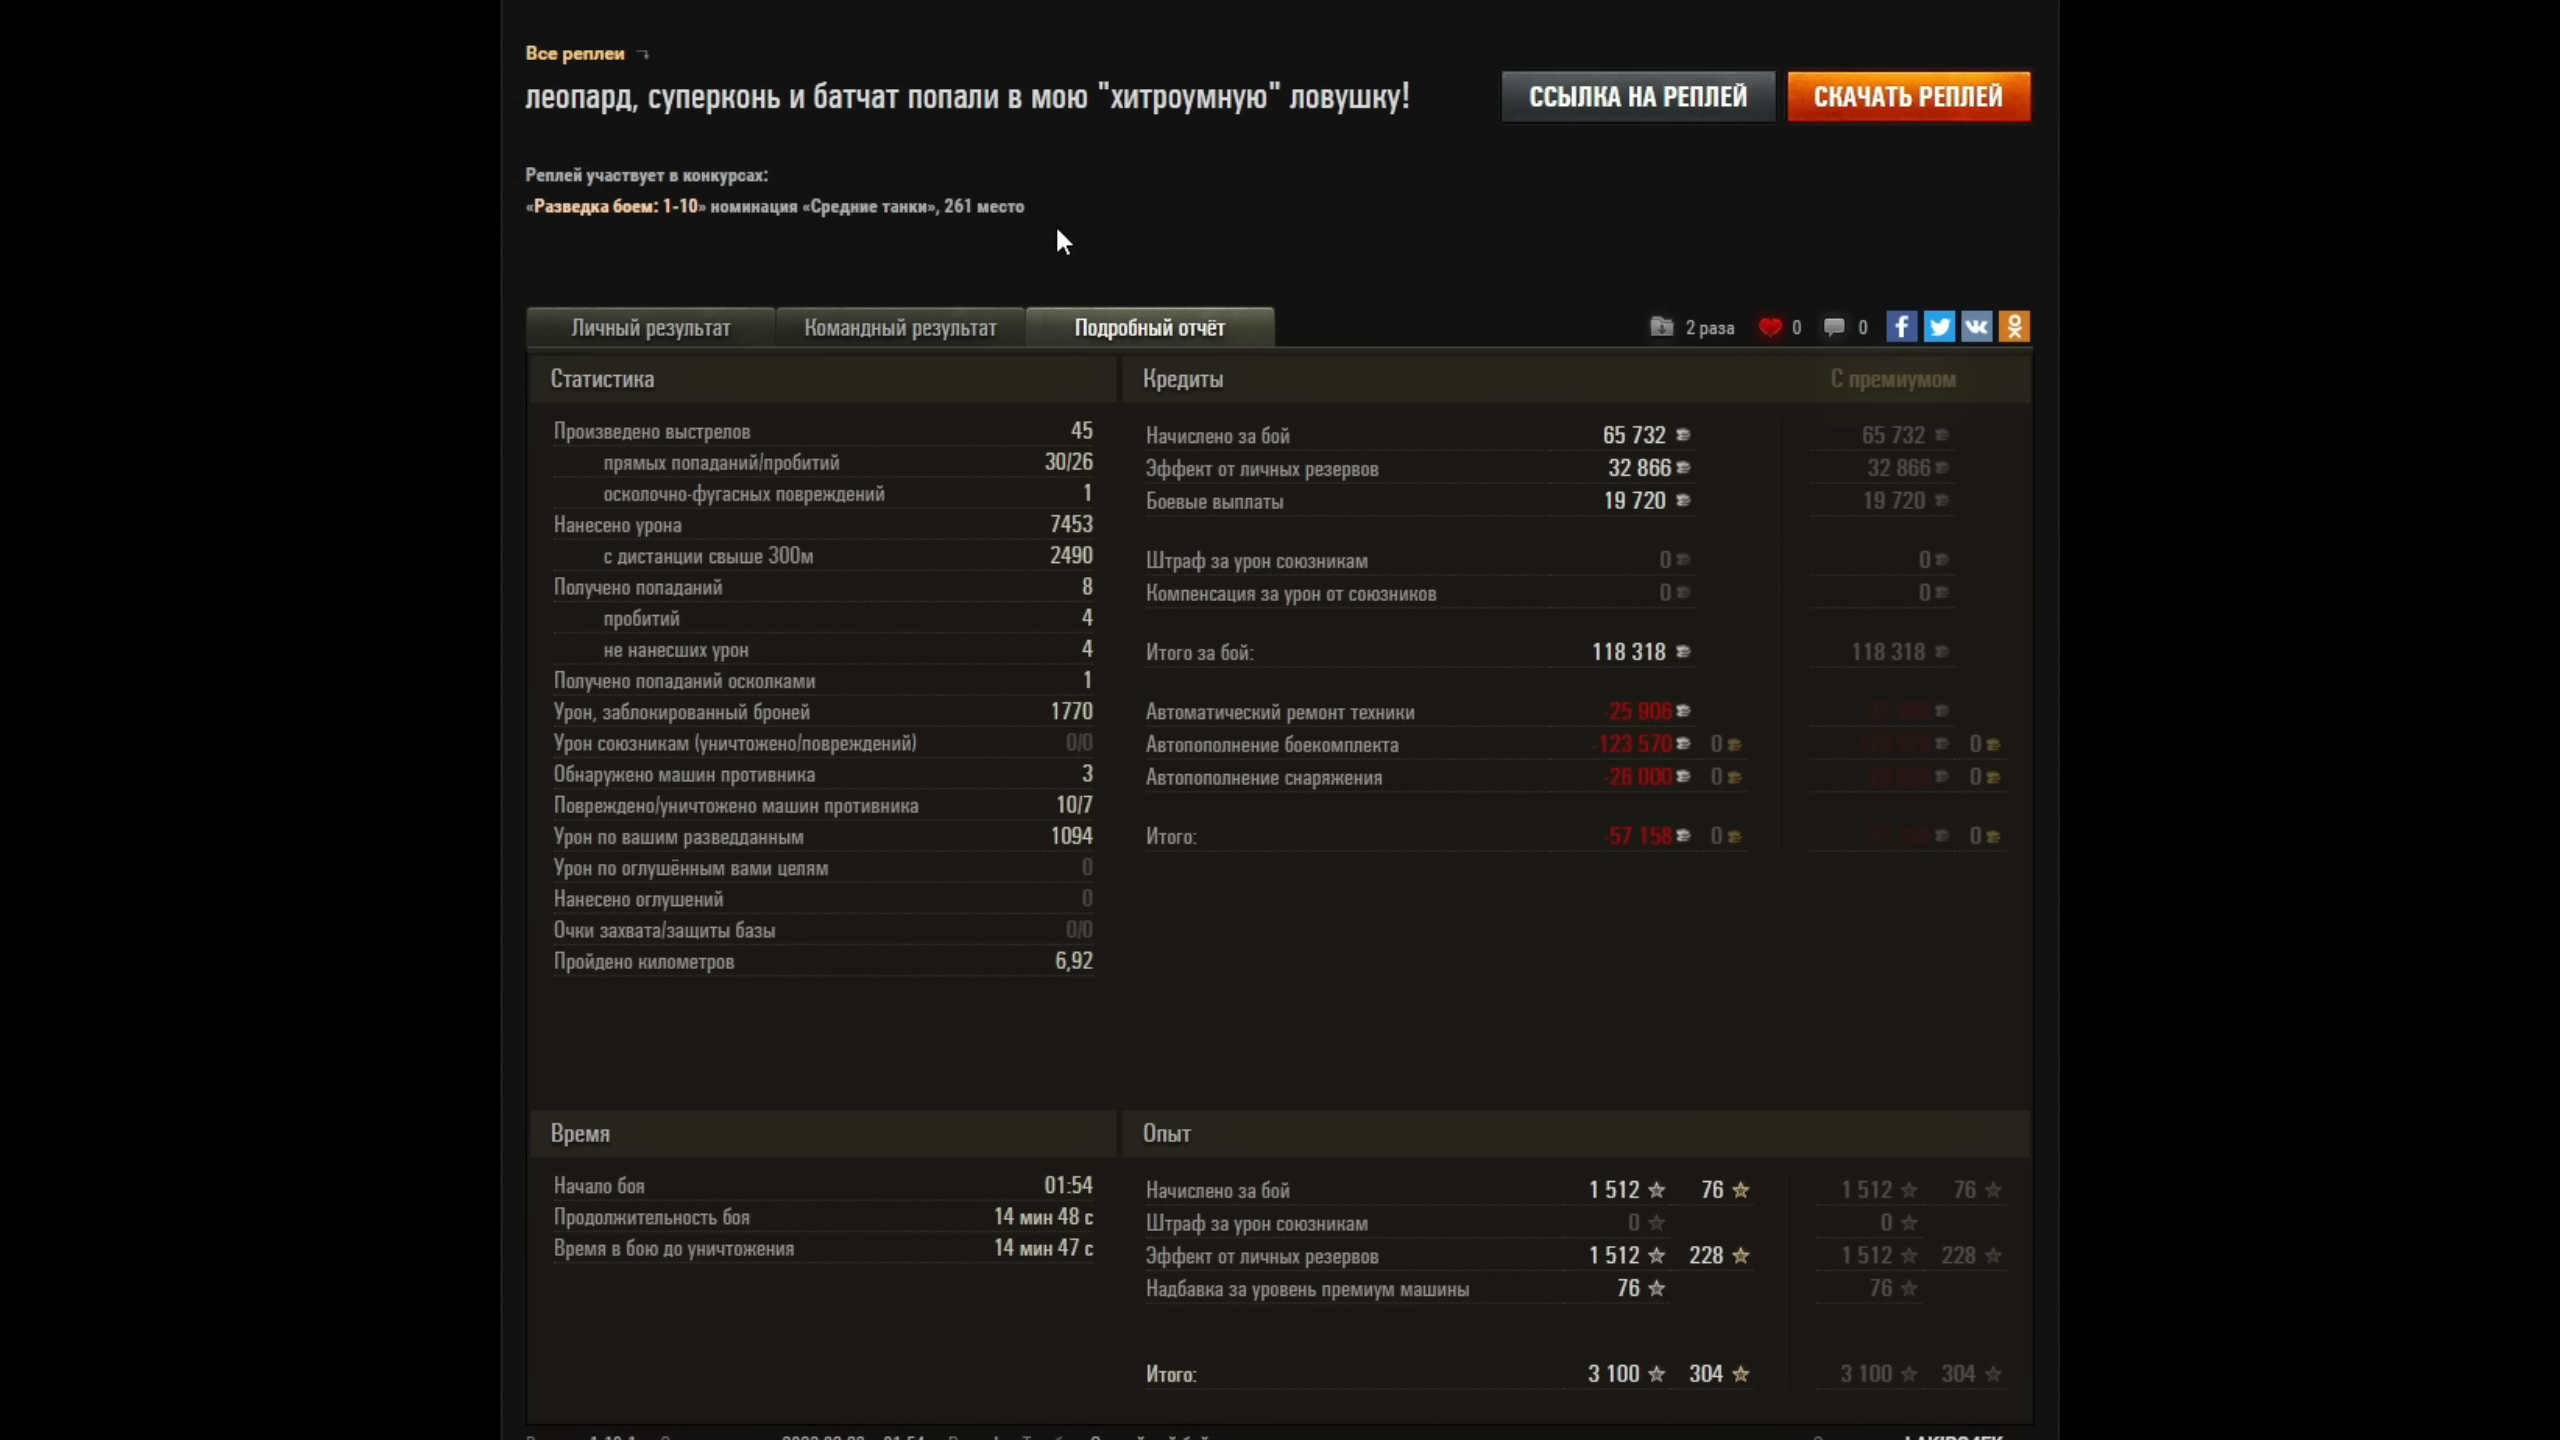 Все реплеи
леопард, суперконь и батчат попали в мою "хитроумную" ловушку!
ССЫЛКА НА РЕПЛЕЙ
СКАЧАТЬ РЕПЛЕЙ
Реплей участвует в конкурсах:
«Разведка боем: 1-10» номинация «Средние танки», 261 место
Личный результат
Командный результат
Подробный отчёт
2 раза
0
0
Статистика
Произведено выстрелов 45
прямых попаданий/пробитий 30/26
осколочно-фугасных повреждений 1
Нанесено урона 7453
с дистанции свыше 300м 2490
Получено попаданий 8
пробитий 4
не нанесших урон 4
Получено попаданий осколками 1
Урон, заблокированный броней 1770
Урон союзникам (уничтожено/повреждений) 0/0
Обнаружено машин противника 3
Повреждено/уничтожено машин противника 10/7
Урон по вашим разведданным 1094
Урон по оглушённым вами целям 0
Нанесено оглушений 0
Очки захвата/защиты базы 0/0
Пройдено километров 6,92
Кредиты С премиумом
Начислено за бой 65 732 65 732
Эффект от личных резервов 32 866 32 866
Боевые выплаты 19 720 19 720
Штраф за урон союзникам 0 0
Компенсация за урон от союзников 0 0
Итого за бой: 118 318 118 318
Автоматический ремонт техники -25 906
Автопополнение боекомплекта -123 570 0 0
Автопополнение снаряжения -26 000 0 0
Итого: -57 158 0 0
Время
Начало боя 01:54
Продолжительность боя 14 мин 48 с
Время в бою до уничтожения 14 мин 47 с
Опыт
Начислено за бой 1 512 76 1 512 76
Штраф за урон союзникам 0 0
Эффект от личных резервов 1 512 228 1 512 228
Надбавка за уровень премиум машины 76 76
Итого: 3 100 304 3 100 304